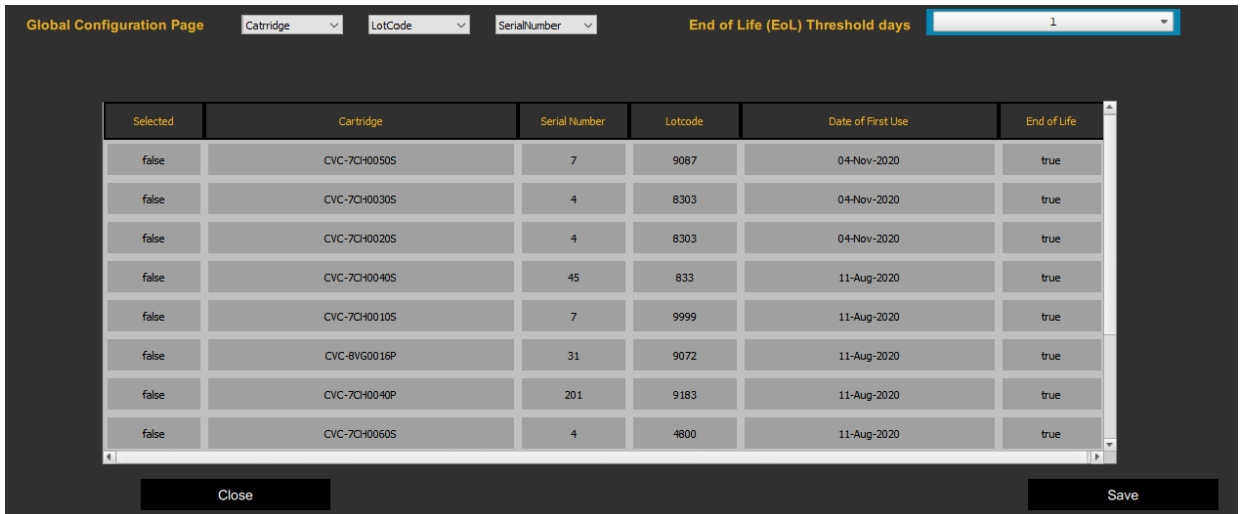 Global Configuration Page Catrridge LotCode SerialNumber End of Life (EoL) Threshold days 1
Selected Cartridge Serial Number Lotcode Date of First Use End of Life
false CVC-7CH0050S 7 9087 04-Nov-2020 true
false CVC-7CH0030S 4 8303 04-Nov-2020 true
false CVC-7CH0020S 4 8303 04-Nov-2020 true
false CVC-7CH0040S 45 833 11-Aug-2020 true
false CVC-7CH0010S 7 9999 11-Aug-2020 true
false CVC-8VG0016P 31 9072 11-Aug-2020 true
false CVC-7CH0040P 201 9183 11-Aug-2020 true
false CVC-7CH0060S 4 4800 11-Aug-2020 true
Close Save